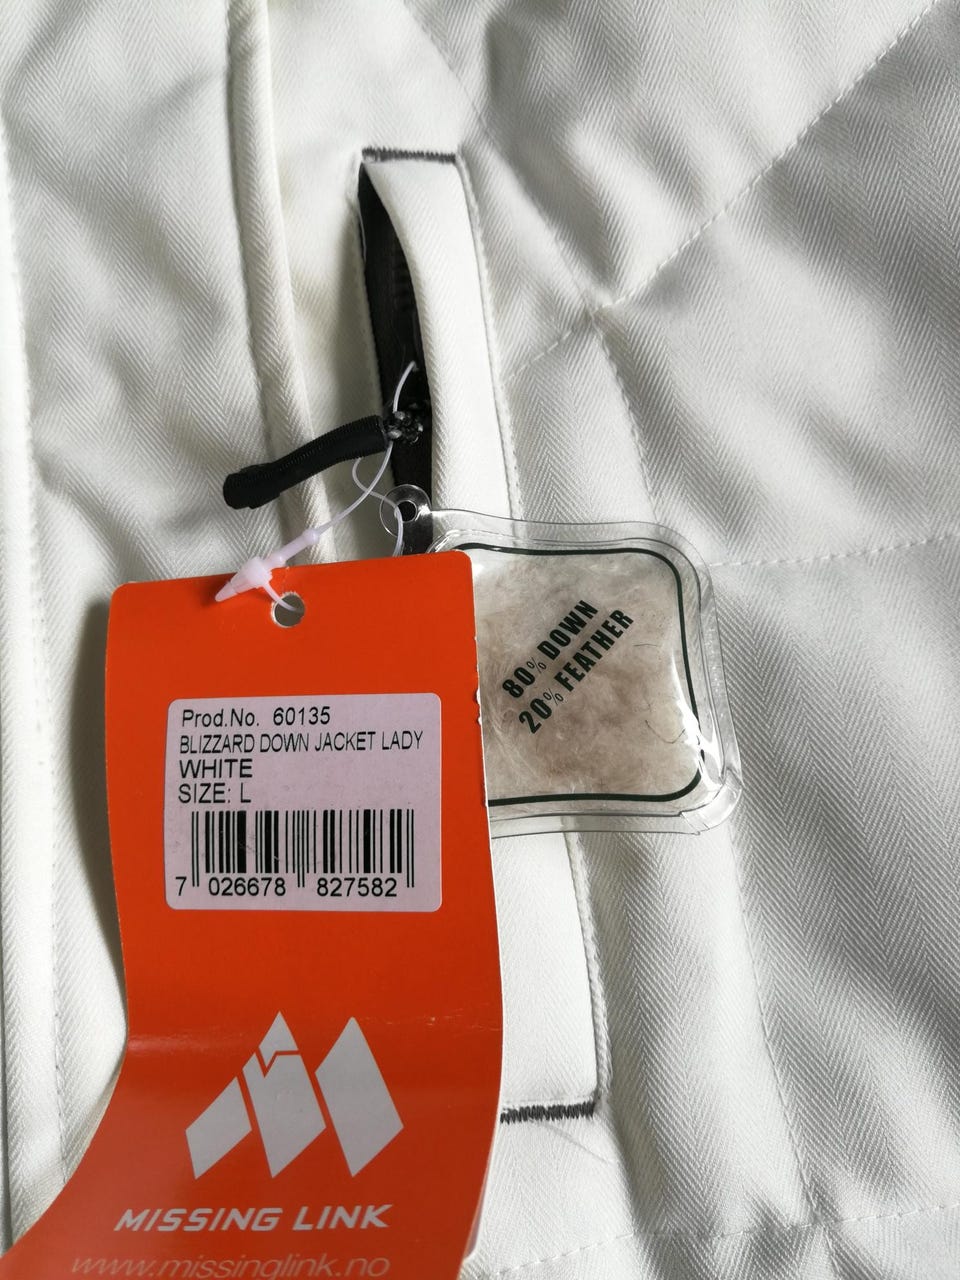 80% DOWN
20% FEATHER
Prod.No. 60135
BLIZZARD DOWN JACKET LADY
WHITE
SIZE: L
7 026678 827582
MISSING LINK
www.missinglink.no